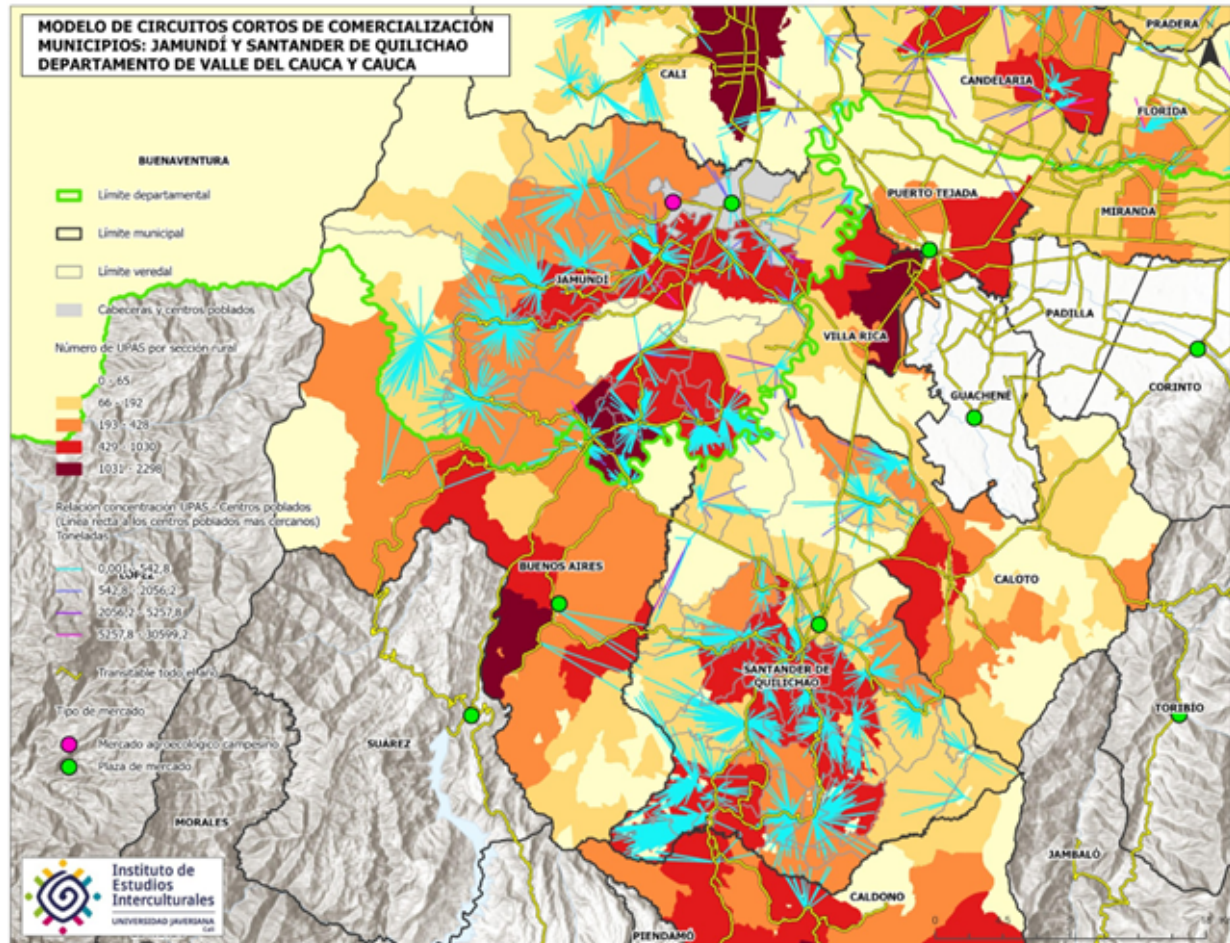 MODELO DE CIRCUITOS CORTOS DE COMERCIALIZACIÓN
MUNICIPIOS: JAMUNDÍ Y SANTANDER DE QUILICHAO
DEPARTAMENTO DE VALLE DEL CAUCA Y CAUCA
PRADERA
CALI
CANDELARIA
FLORIDA
BUENAVENTURA
Límite departamental
PUERTO TEJADA
MIRANDA
Límite municipal
Límite veredal
JAMUNDÍ
Cabeceras y centros poblados
PADILLA
VILLA RICA
Número de UPAS por sección rural
0 - 65
66 - 192
193 - 428
429 - 1030
1031 - 2298
GUACHENÉ
CORINTO
Relación concentración UPAS - Centros poblados
(Línea recta a los centros poblados mas cercanos)
Toneladas
0,001 - 542,8
542,8 - 2056,2
2056,2 - 5257,8
5257,8 - 30599,2
BUENOS AIRES
CALOTO
Transitable todo el año
SANTANDER DE
QUILICHAO
Tipo de mercado
Mercado agroecológico campesino
Plaza de mercado
TORIBÍO
SUÁREZ
MORALES
JAMBALÓ
CALDONO
PIENDAMÓ
Instituto de
Estudios
Interculturales
UNIVERSIDAD JAVERIANA
Cali